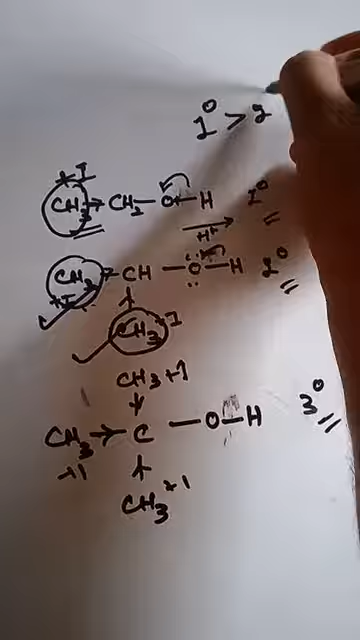 1° > 2
+I
CH3 → CH2 — O — H 1°
H+
CH3 → CH — O — H 2°
+I
CH3 +I
CH3 +I
CH3 → C — O — H 3°
+I
CH3 +I